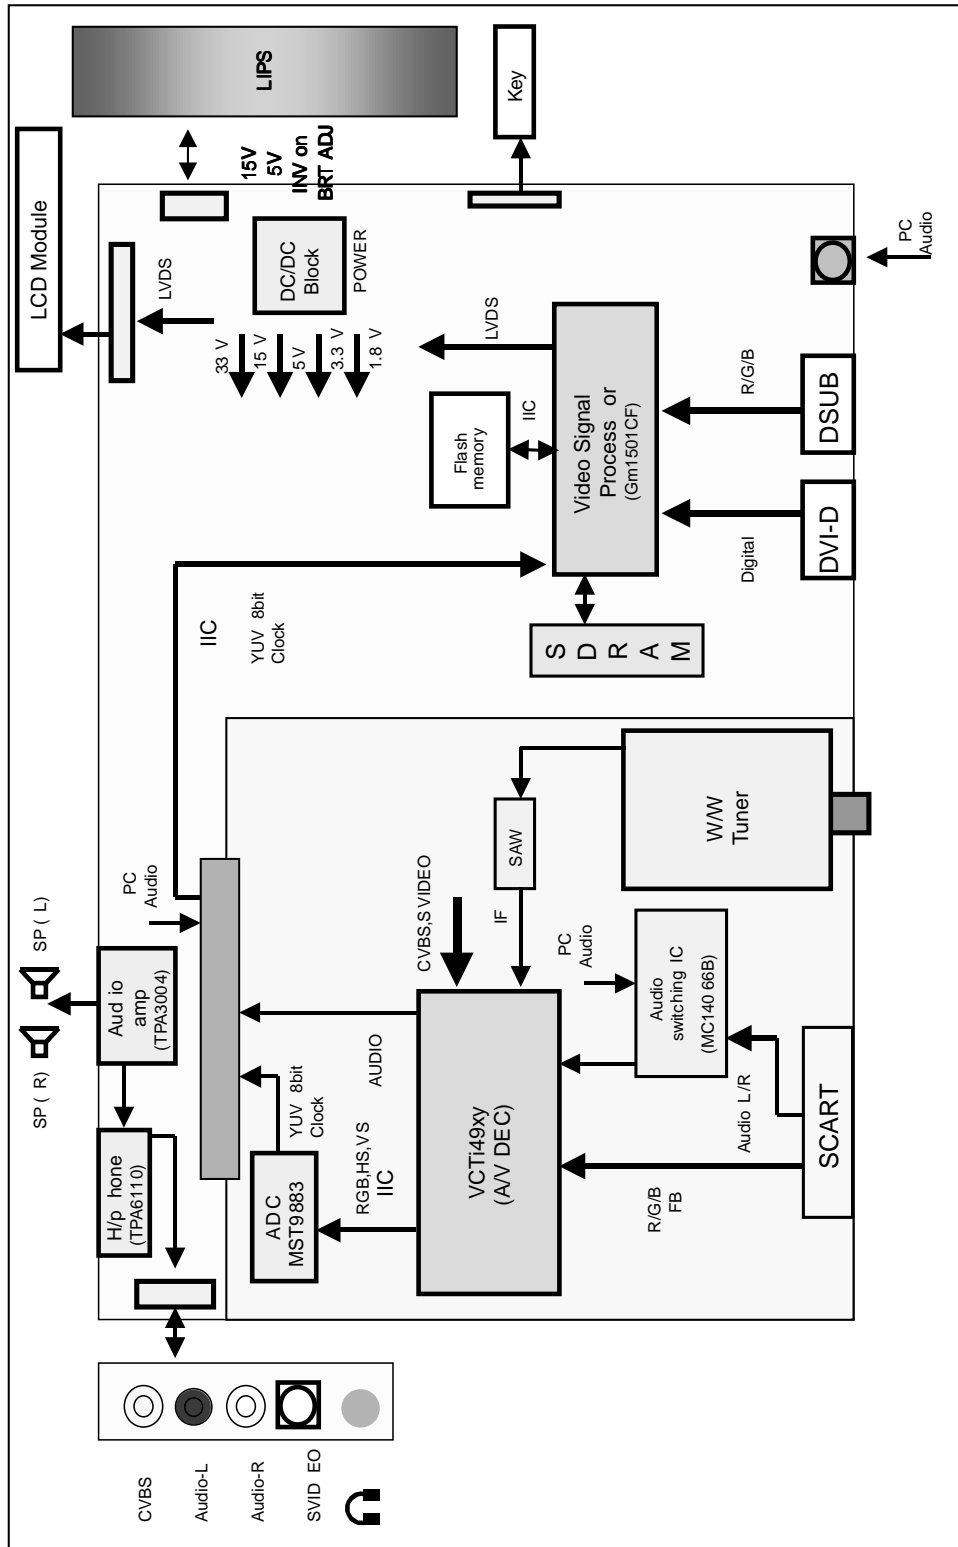 CVBS
Audio-L
Audio-R
SVID EO
SP ( R)
SP ( L)
H/p hone
(TPA6110)
Aud io
amp
(TPA3004)
PC
Audio
ADC
MST9883
YUV 8bit
Clock
RGB,HS,VS
IIC
AUDIO
CVBS,S VIDEO
VCTi49xy
(A/V DEC)
IF
SAW
PC
Audio
Audio
switching IC
(MC140 66B)
W/W
Tuner
R/G/B
FB
Audio L/R
SCART
IIC
YUV 8bit
Clock
S
D
R
A
M
Flash
memory
IIC
Video Signal
Process or
(Gm1501CF)
LVDS
Digital
R/G/B
DVI-D
DSUB
PC
Audio
LCD Module
LVDS
33 V
15 V
5 V
3.3 V
1.8 V
DC/DC
Block
POWER
15V
5V
INV on
BRT ADJ
LIPS
Key